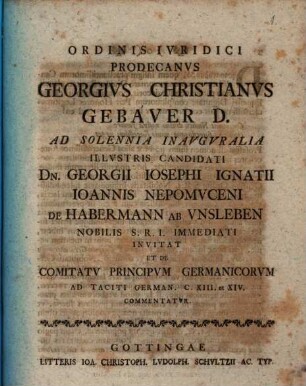 ORDINIS IVRIDICI
PRODECANVS
GEORGIVS CHRISTIANVS
GEBAVER D.
AD SOLENNIA INAVGVRALIA
ILLVSTRIS CANDIDATI
DN. GEORGII IOSEPHI IGNATII
IOANNIS NEPOMVCENI
DE HABERMANN AB VNSLEBEN
NOBILIS S. R. I. IMMEDIATI
INVITAT
ET DE
COMITATV PRINCIPVM GERMANICORVM
AD TACITI GERMAN. C. XIII. et XIV.
COMMENTATVR.
GOTTINGAE
LITTERIS IOA. CHRISTOPH. LVDOLPH. SCHVLTZII AC. TYP.